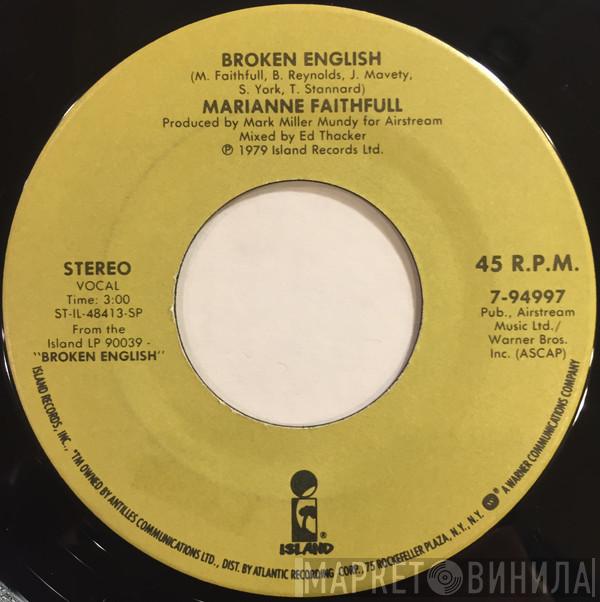 BROKEN ENGLISH
(M. Faithfull, B. Reynolds, J. Mavety,
S. York, T. Stannard)
MARIANNE FAITHFULL
Produced by Mark Miller Mundy for Airstream
Mixed by Ed Thacker
℗ 1979 Island Records Ltd.
STEREO
VOCAL
Time: 3:00
ST-IL-48413-SP
From the
Island LP 90039 -
"BROKEN ENGLISH"
45 R.P.M.
7-94997
Pub., Airstream
Music Ltd./
Warner Bros.
Inc. (ASCAP)
ISLAND RECORDS, INC., *TM OWNED BY ANTILLES COMMUNICATIONS LTD., DIST. BY ATLANTIC RECORDING CORP., 75 ROCKEFELLER PLAZA, N.Y., N.Y. ® A WARNER COMMUNICATIONS COMPANY
ISLAND®
МАРКЕТ ВИНИЛА